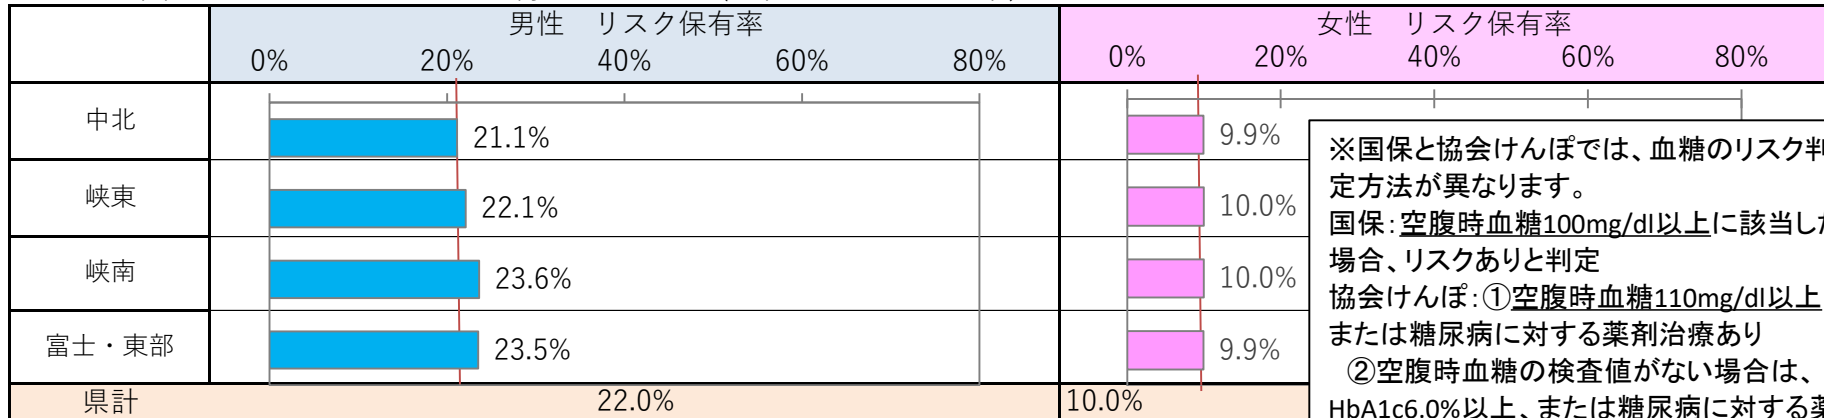 男性　リスク保有率
0% 20% 40% 60% 80%
女性　リスク保有率
0% 20% 40% 60% 80%
中北 21.1% 9.9%
峡東 22.1% 10.0%
峡南 23.6% 10.0%
富士・東部 23.5% 9.9%
県計 22.0% 10.0%
※国保と協会けんぽでは、血糖のリスク判
定方法が異なります。
国保：空腹時血糖100mg/dl以上に該当した
場合、リスクありと判定
協会けんぽ：①空腹時血糖110mg/dl以上
または糖尿病に対する薬剤治療あり
②空腹時血糖の検査値がない場合は、
HbA1c6.0%以上、または糖尿病に対する薬